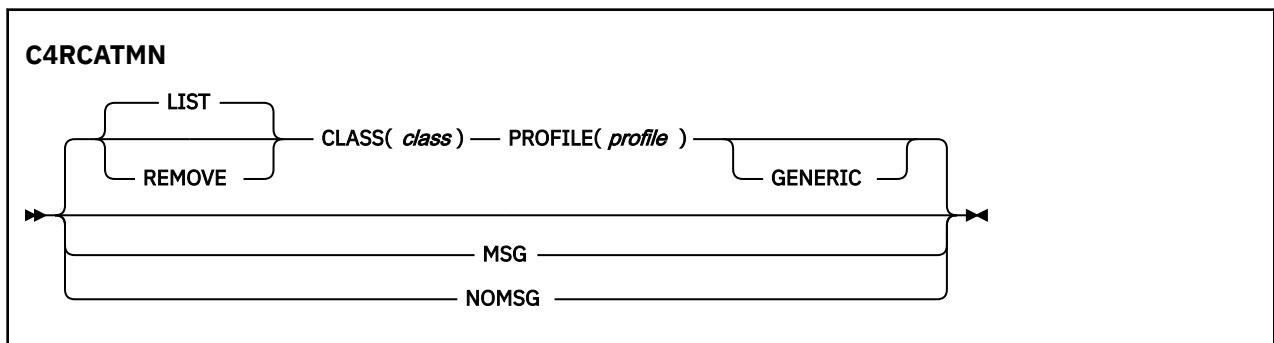 C4RCATMN
LIST
CLASS( class ) PROFILE( profile )
REMOVE GENERIC
MSG
NOMSG